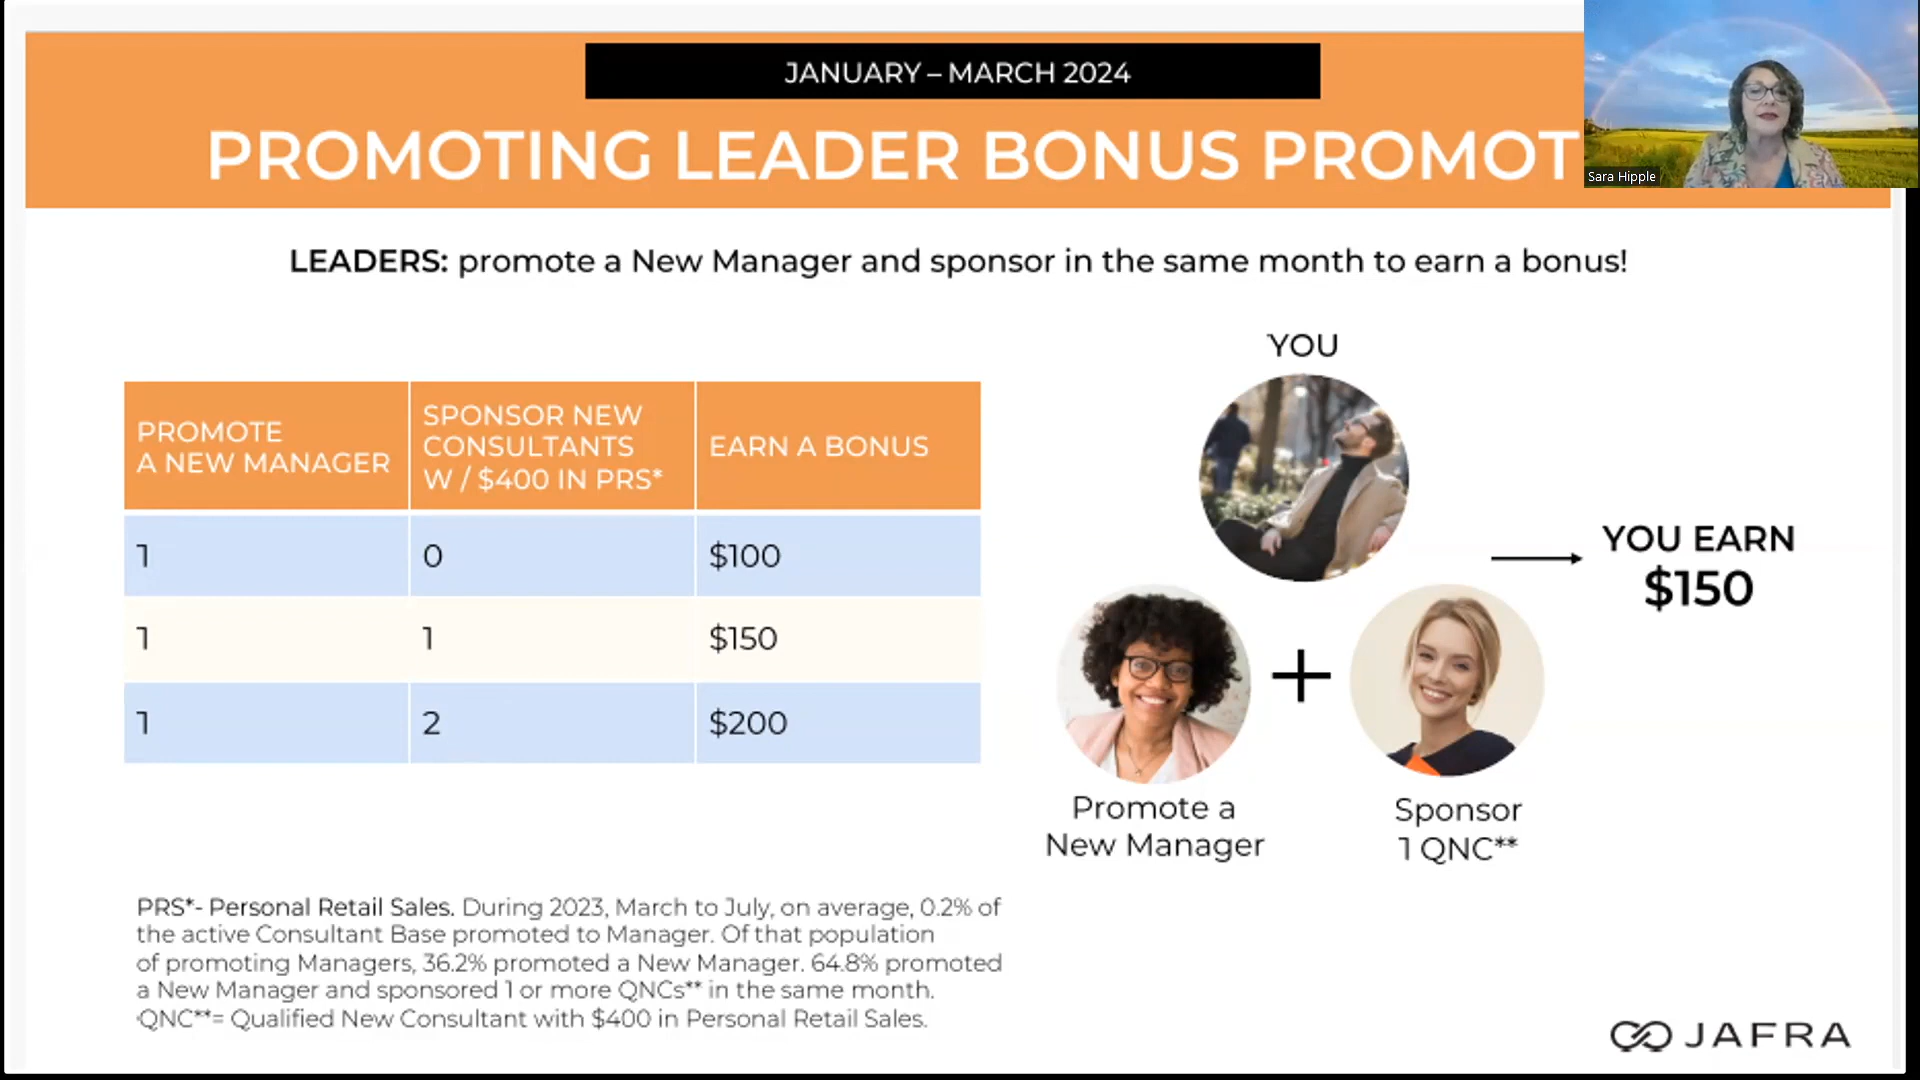 JANUARY – MARCH 2024
PROMOTING LEADER BONUS PROMOT
Sara Hipple
LEADERS: promote a New Manager and sponsor in the same month to earn a bonus!
PROMOTE
A NEW MANAGER
SPONSOR NEW
CONSULTANTS
W / $400 IN PRS*
EARN A BONUS
1 0 $100
1 1 $150
1 2 $200
YOU
YOU EARN
$150
+
Promote a
New Manager
Sponsor
1 QNC**
PRS*- Personal Retail Sales. During 2023, March to July, on average, 0.2% of
the active Consultant Base promoted to Manager. Of that population
of promoting Managers, 36.2% promoted a New Manager. 64.8% promoted
a New Manager and sponsored 1 or more QNCs** in the same month.
QNC**= Qualified New Consultant with $400 in Personal Retail Sales.
JAFRA